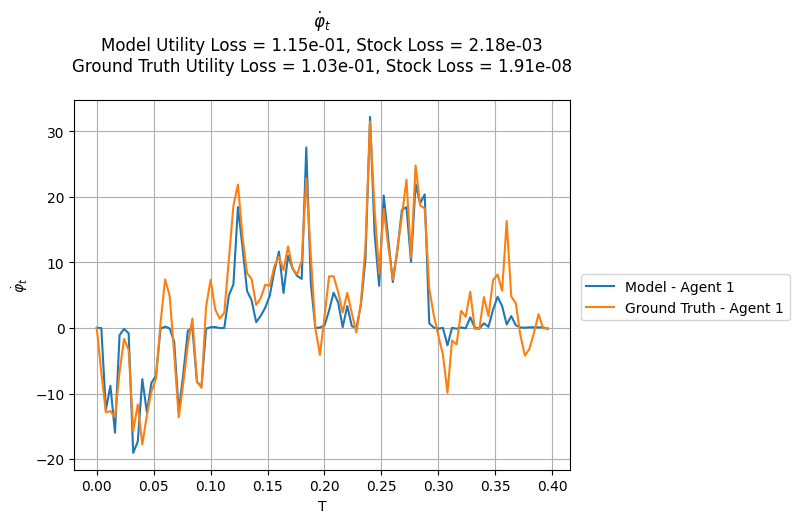 φ̇ₜ
Model Utility Loss = 1.15e-01, Stock Loss = 2.18e-03
Ground Truth Utility Loss = 1.03e-01, Stock Loss = 1.91e-08
30
20
10
0
−10
−20
φ̇ₜ
0.00 0.05 0.10 0.15 0.20 0.25 0.30 0.35 0.40
T
Model - Agent 1
Ground Truth - Agent 1